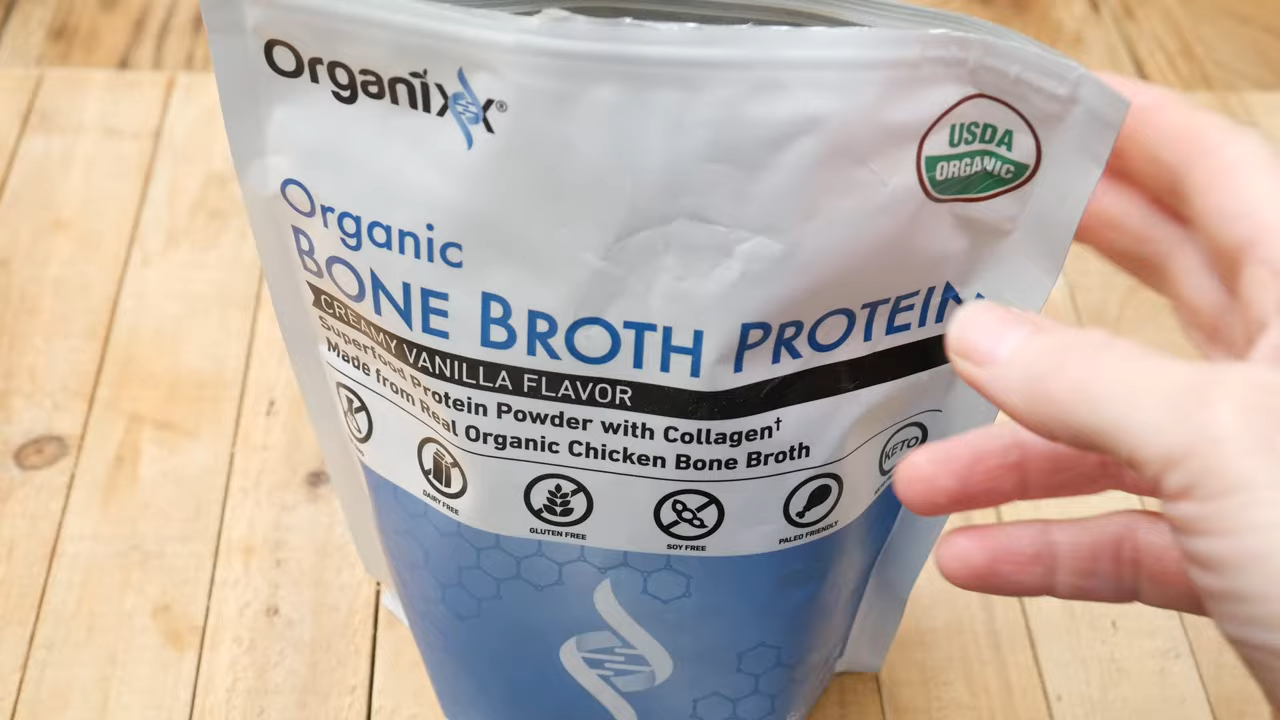 Organixx®
USDA
ORGANIC
Organic
BONE BROTH PROTEIN
CREAMY VANILLA FLAVOR
Superfood Protein Powder with Collagen†
Made from Real Organic Chicken Bone Broth
KETO
DAIRY FREE
GLUTEN FREE
SOY FREE
PALEO FRIENDLY